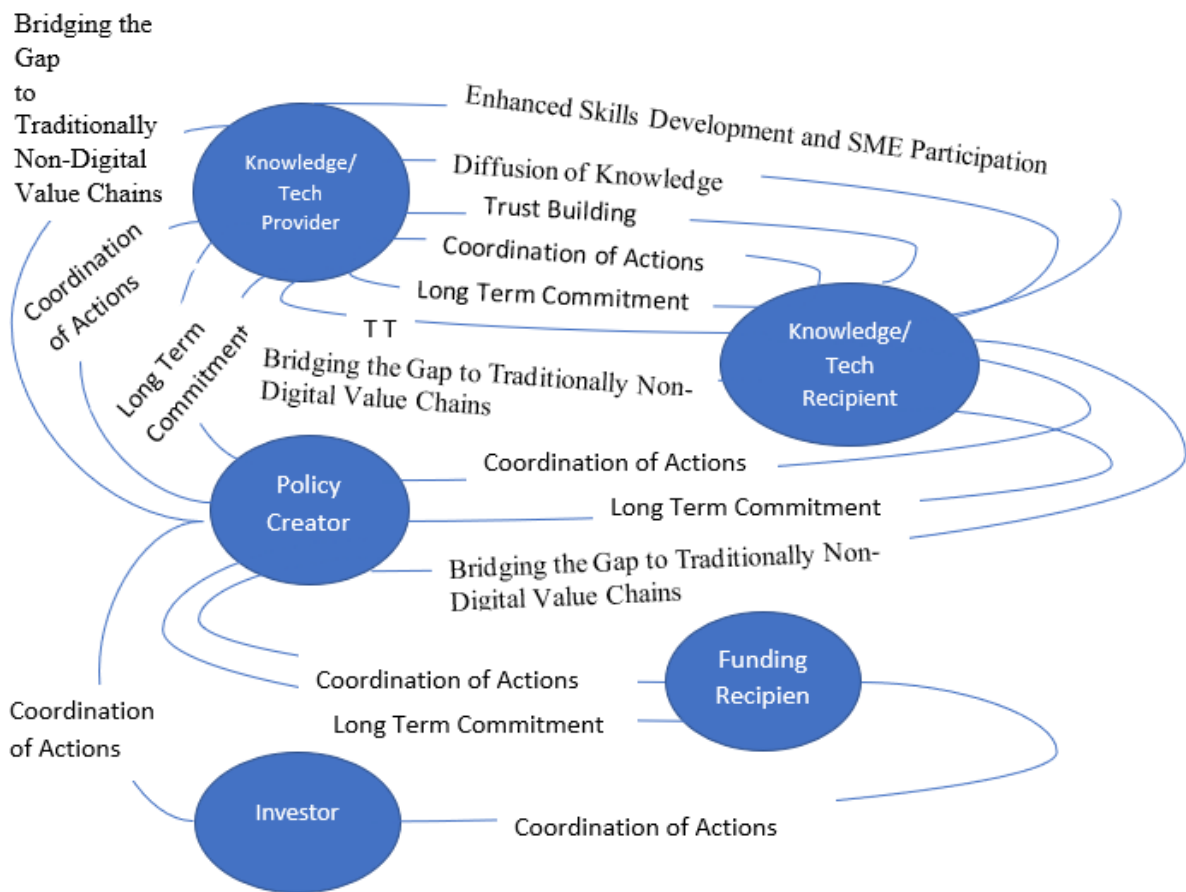 Bridging the
Gap
to
Traditionally
Non-Digital
Value Chains
Enhanced Skills Development and SME Participation
Knowledge/
Tech
Provider
Diffusion of Knowledge
Trust Building
Coordination of Actions
Long Term Commitment
T T
Bridging the Gap to Traditionally Non-
Digital Value Chains
Coordination
of Actions
Long Term
Commitment
Knowledge/
Tech
Recipient
Policy
Creator
Coordination of Actions
Long Term Commitment
Bridging the Gap to Traditionally Non-
Digital Value Chains
Coordination of Actions
Long Term Commitment
Funding
Recipien
Coordination
of Actions
Investor
Coordination of Actions